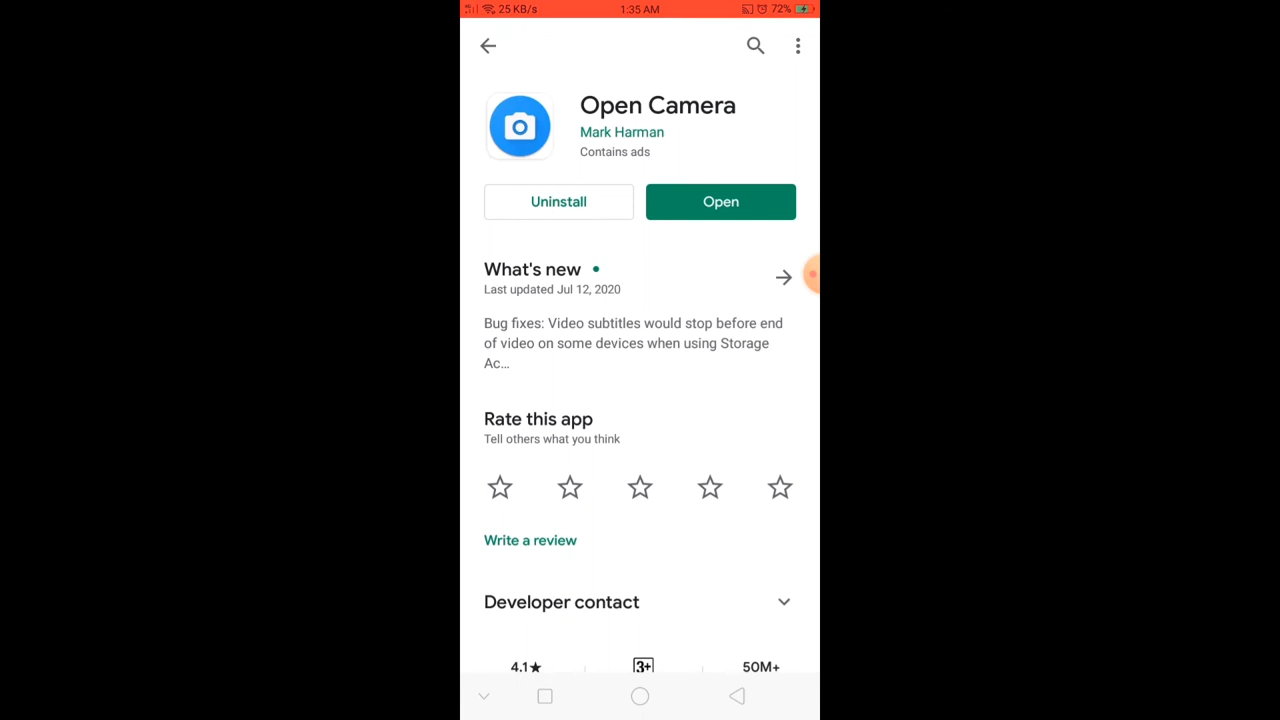 25 KB/s
1:35 AM
72%
Open Camera
Mark Harman
Contains ads
Uninstall
Open
What's new
Last updated Jul 12, 2020
Bug fixes: Video subtitles would stop before end
of video on some devices when using Storage
Ac...
Rate this app
Tell others what you think
Write a review
Developer contact
4.1★
3+
50M+